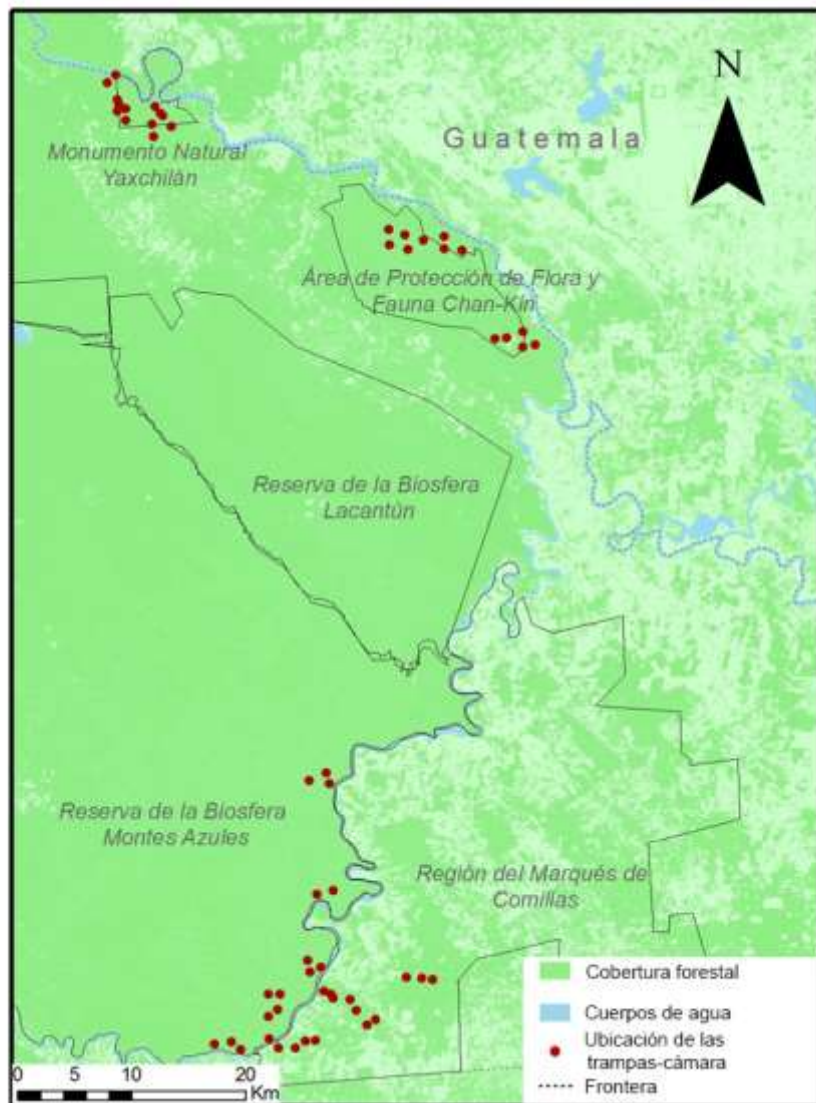 N
Guatemala
Monumento Natural
Yaxchilán
Área de Protección de Flora y
Fauna Chan-Kin
Reserva de la Biosfera
Lacantún
Reserva de la Biosfera
Montes Azules
Región del Marqués de
Comillas
Cobertura forestal
Cuerpos de agua
Ubicación de las
trampas-cámara
Frontera
0 5 10 20
Km